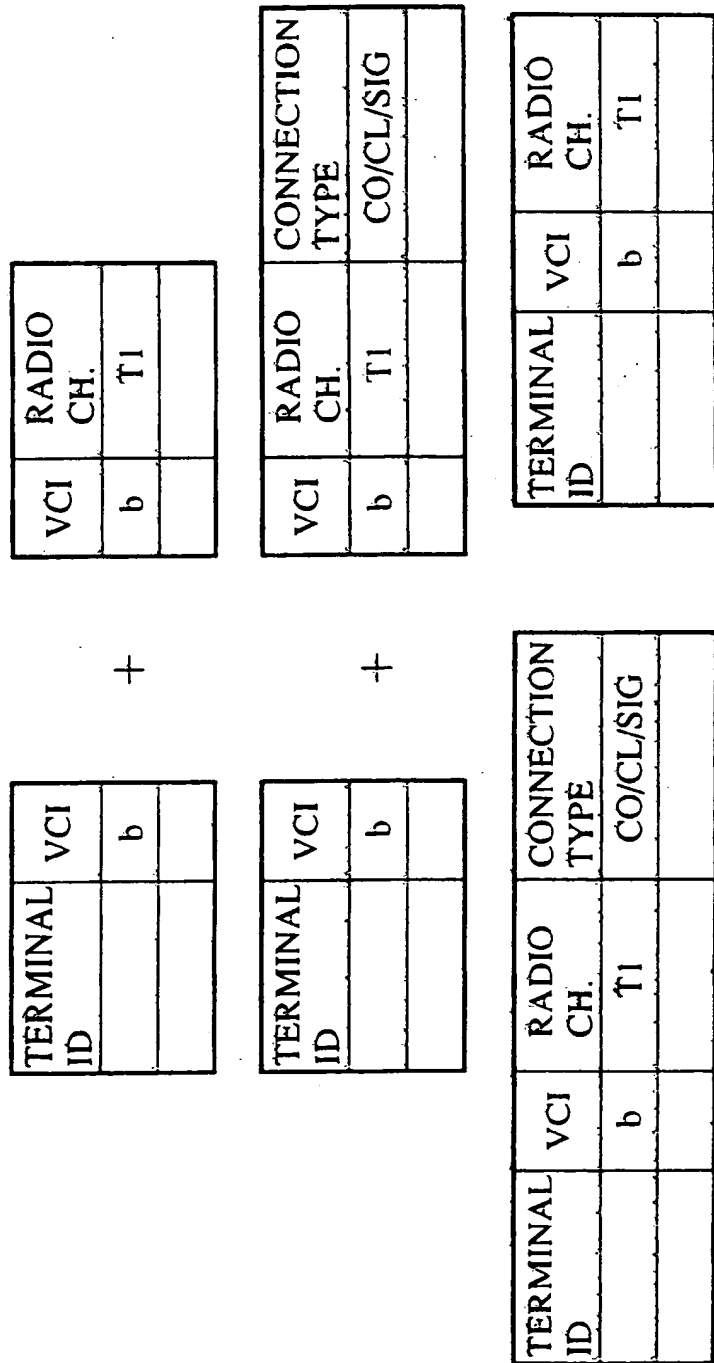 TERMINAL ID VCI
b
+
VCI RADIO CH.
b T1
TERMINAL ID VCI
b
+
VCI RADIO CH. CONNECTION TYPE
b T1 CO/CL/SIG
TERMINAL ID VCI RADIO CH. CONNECTION TYPE
b T1 CO/CL/SIG
TERMINAL ID VCI RADIO CH.
b T1